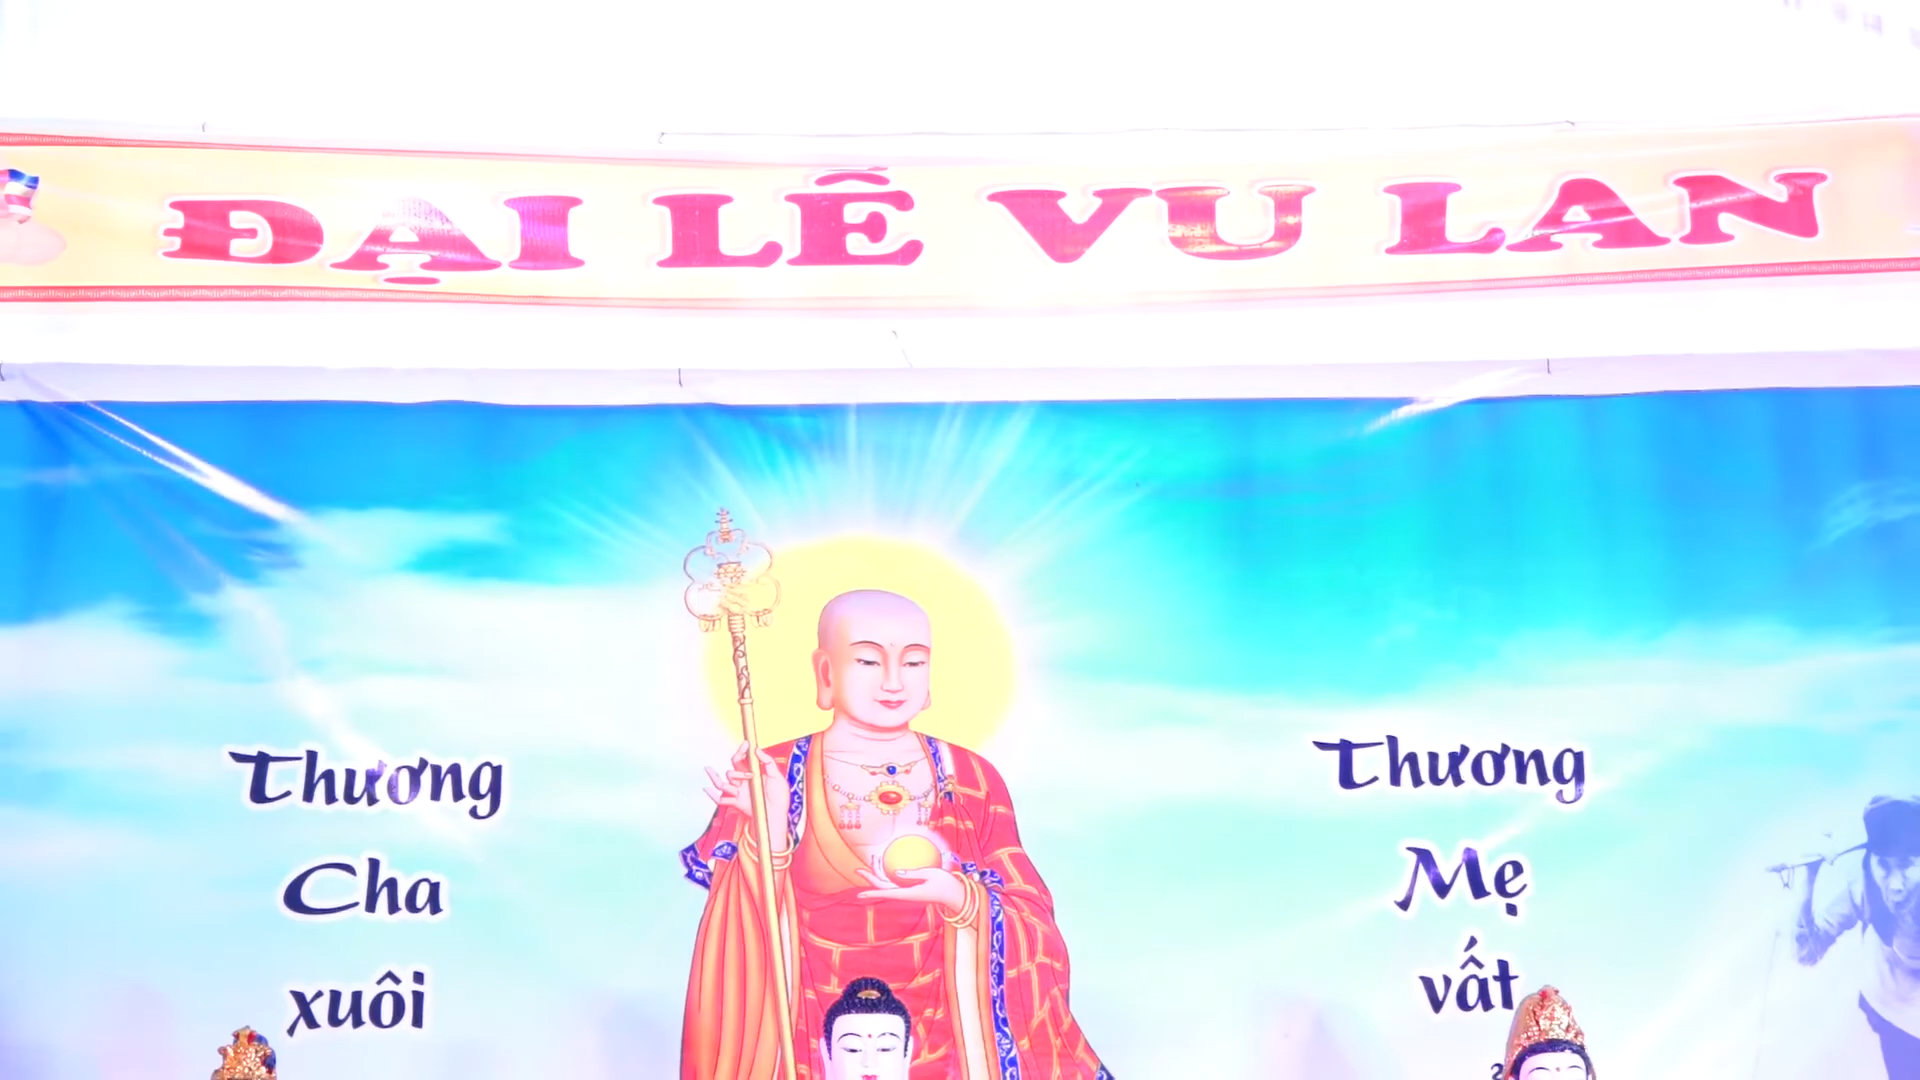 ĐẠI LỄ VU LAN
Thương
Cha
xuôi
Thương
Mẹ
vất